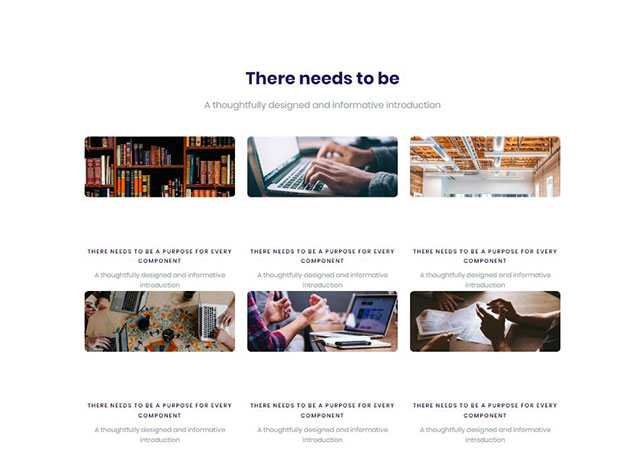 There needs to be
A thoughtfully designed and informative introduction
THERE NEEDS TO BE A PURPOSE FOR EVERY
COMPONENT
A thoughtfully designed and informative
introduction
THERE NEEDS TO BE A PURPOSE FOR EVERY
COMPONENT
A thoughtfully designed and informative
introduction
THERE NEEDS TO BE A PURPOSE FOR EVERY
COMPONENT
A thoughtfully designed and informative
introduction
THERE NEEDS TO BE A PURPOSE FOR EVERY
COMPONENT
A thoughtfully designed and informative
introduction
THERE NEEDS TO BE A PURPOSE FOR EVERY
COMPONENT
A thoughtfully designed and informative
introduction
THERE NEEDS TO BE A PURPOSE FOR EVERY
COMPONENT
A thoughtfully designed and informative
introduction